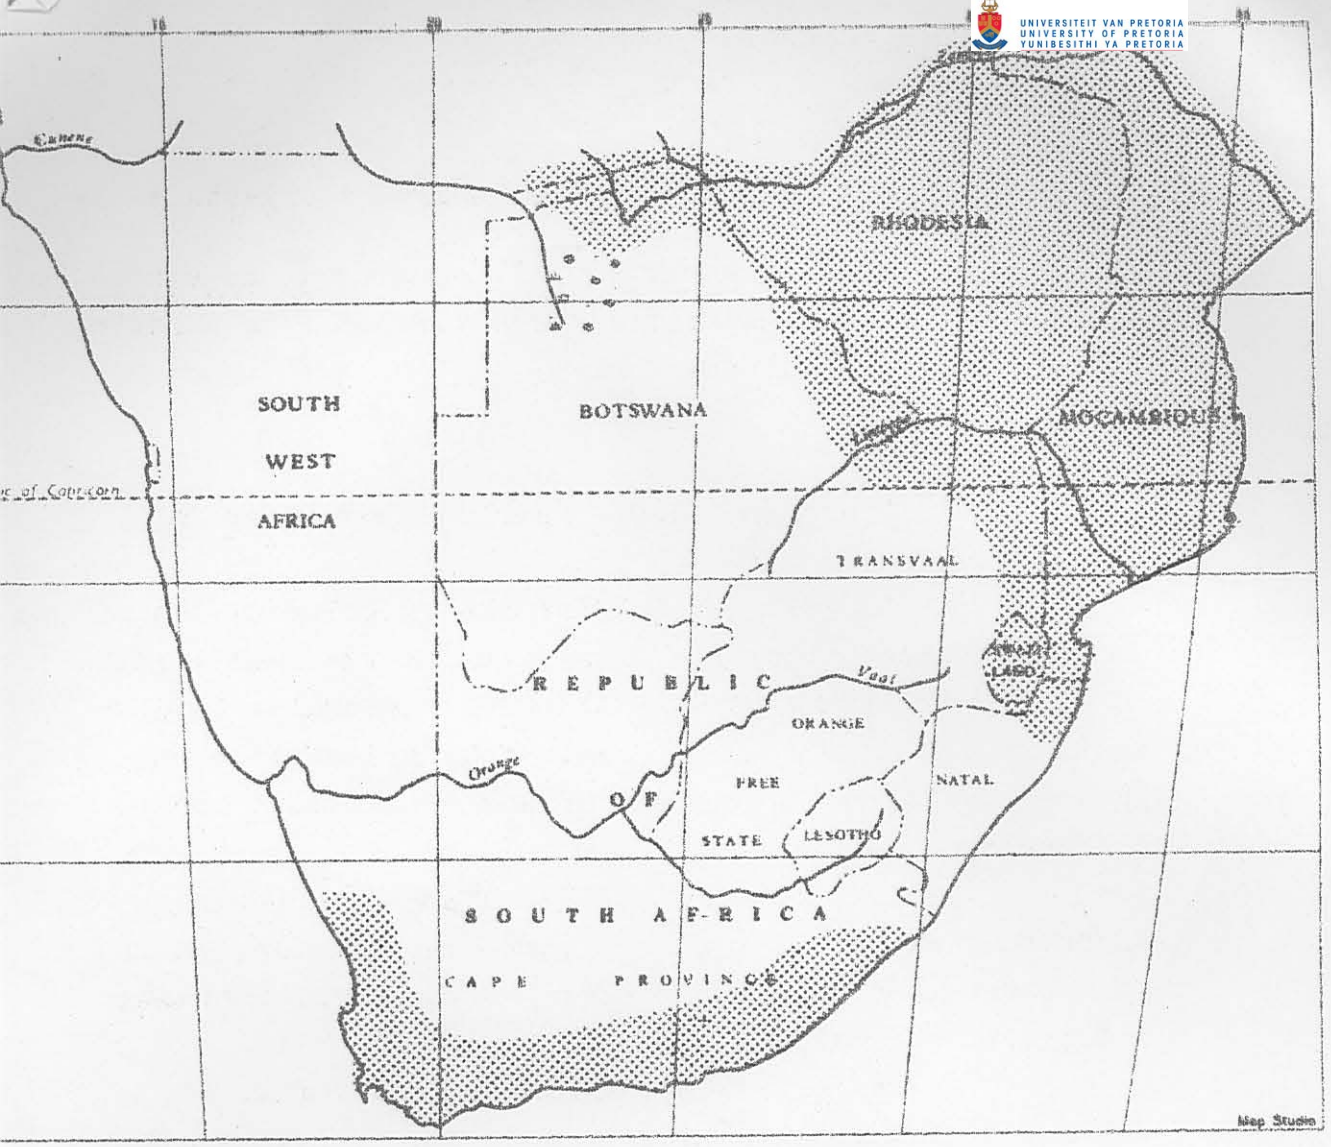 UNIVERSITEIT VAN PRETORIA
UNIVERSITY OF PRETORIA
YUNIBESITHI YA PRETORIA
20
Cunene
RHODESIA
SOUTH
WEST
AFRICA
BOTSWANA
MOCAMBIQUE
Limpopo
of Capricorn
TRANSVAAL
LAND
REPUBLIC
Vaal
ORANGE
Orange
FREE
NATAL
OF
STATE
LESOTHO
SOUTH AFRICA
CAPE PROVINCE
Map Studio